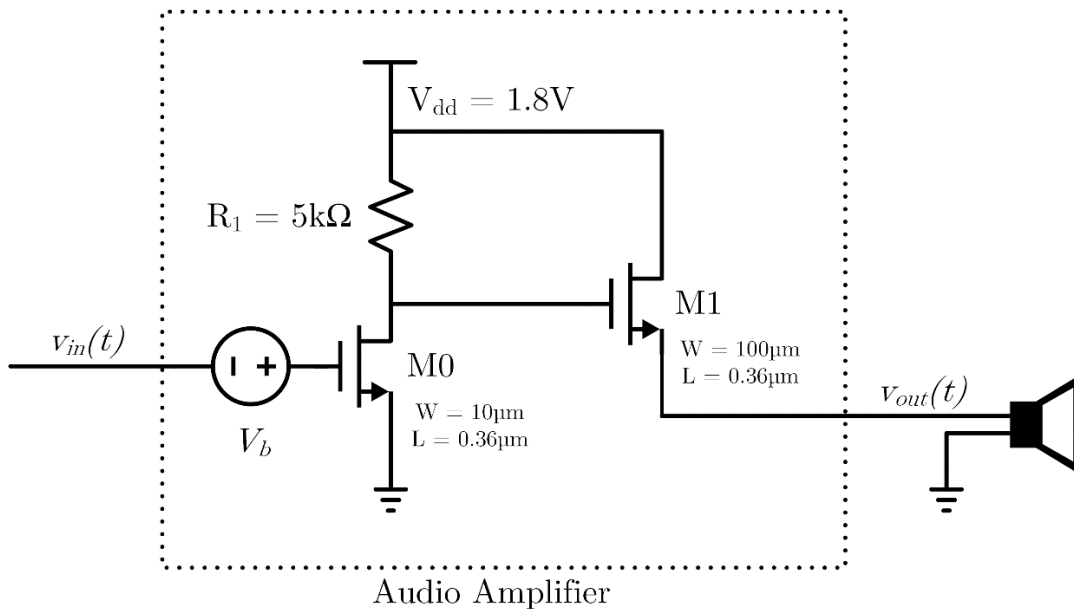 V_dd = 1.8V
R_1 = 5kΩ
M1
W = 100µm
L = 0.36µm
v_in(t)
M0
W = 10µm
L = 0.36µm
V_b
v_out(t)
Audio Amplifier